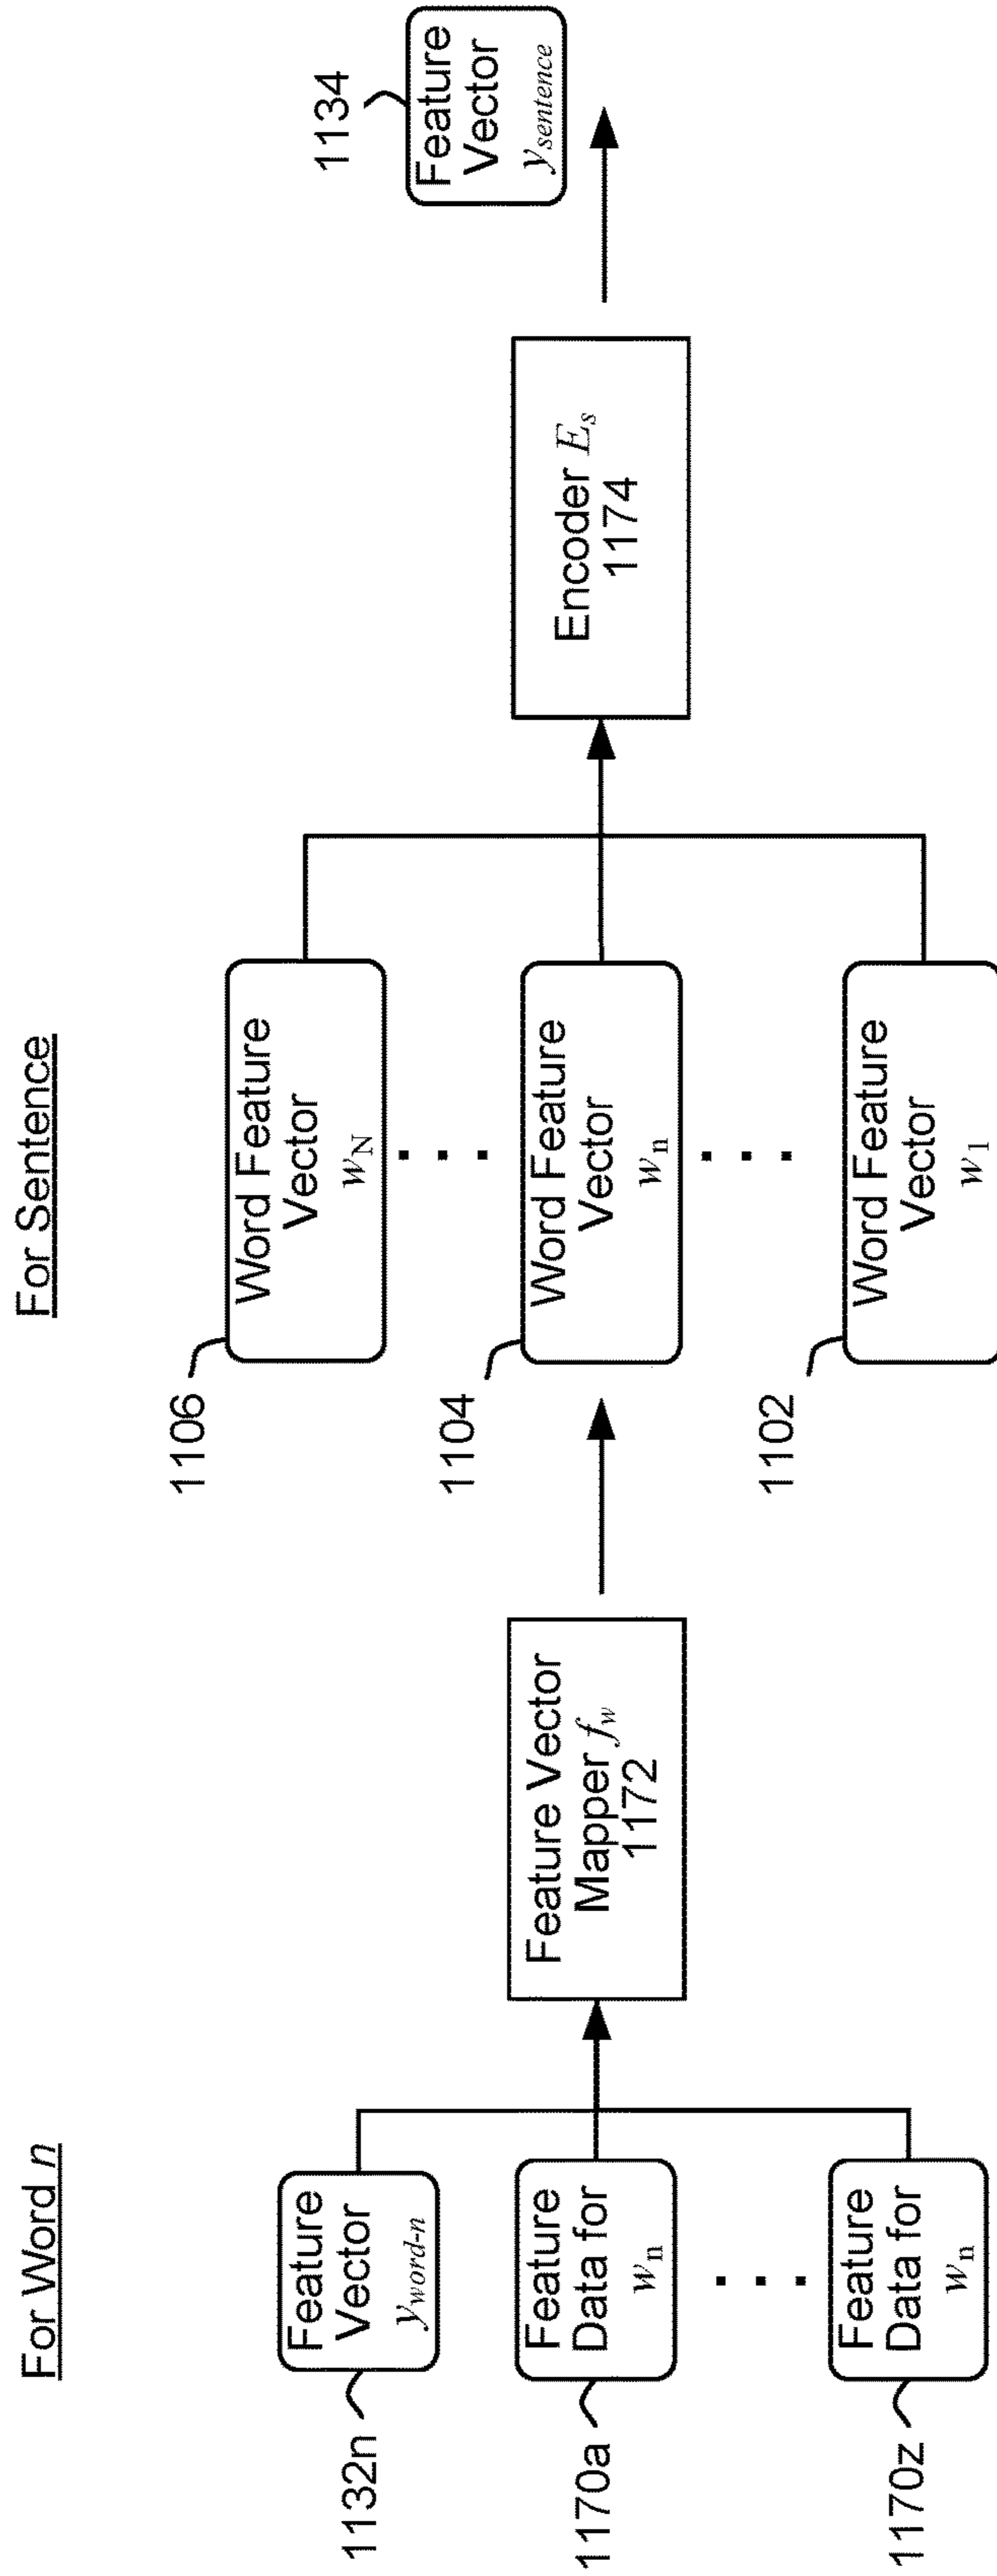 For Word n
For Sentence
1132n
Feature
Vector
yword-n
1170a
Feature
Data for
wn
1170z
Feature
Data for
wn
Feature Vector
Mapper fw
1172
1106
Word Feature
Vector
wN
1104
Word Feature
Vector
wn
1102
Word Feature
Vector
w1
Encoder Es
1174
1134
Feature
Vector
ysentence